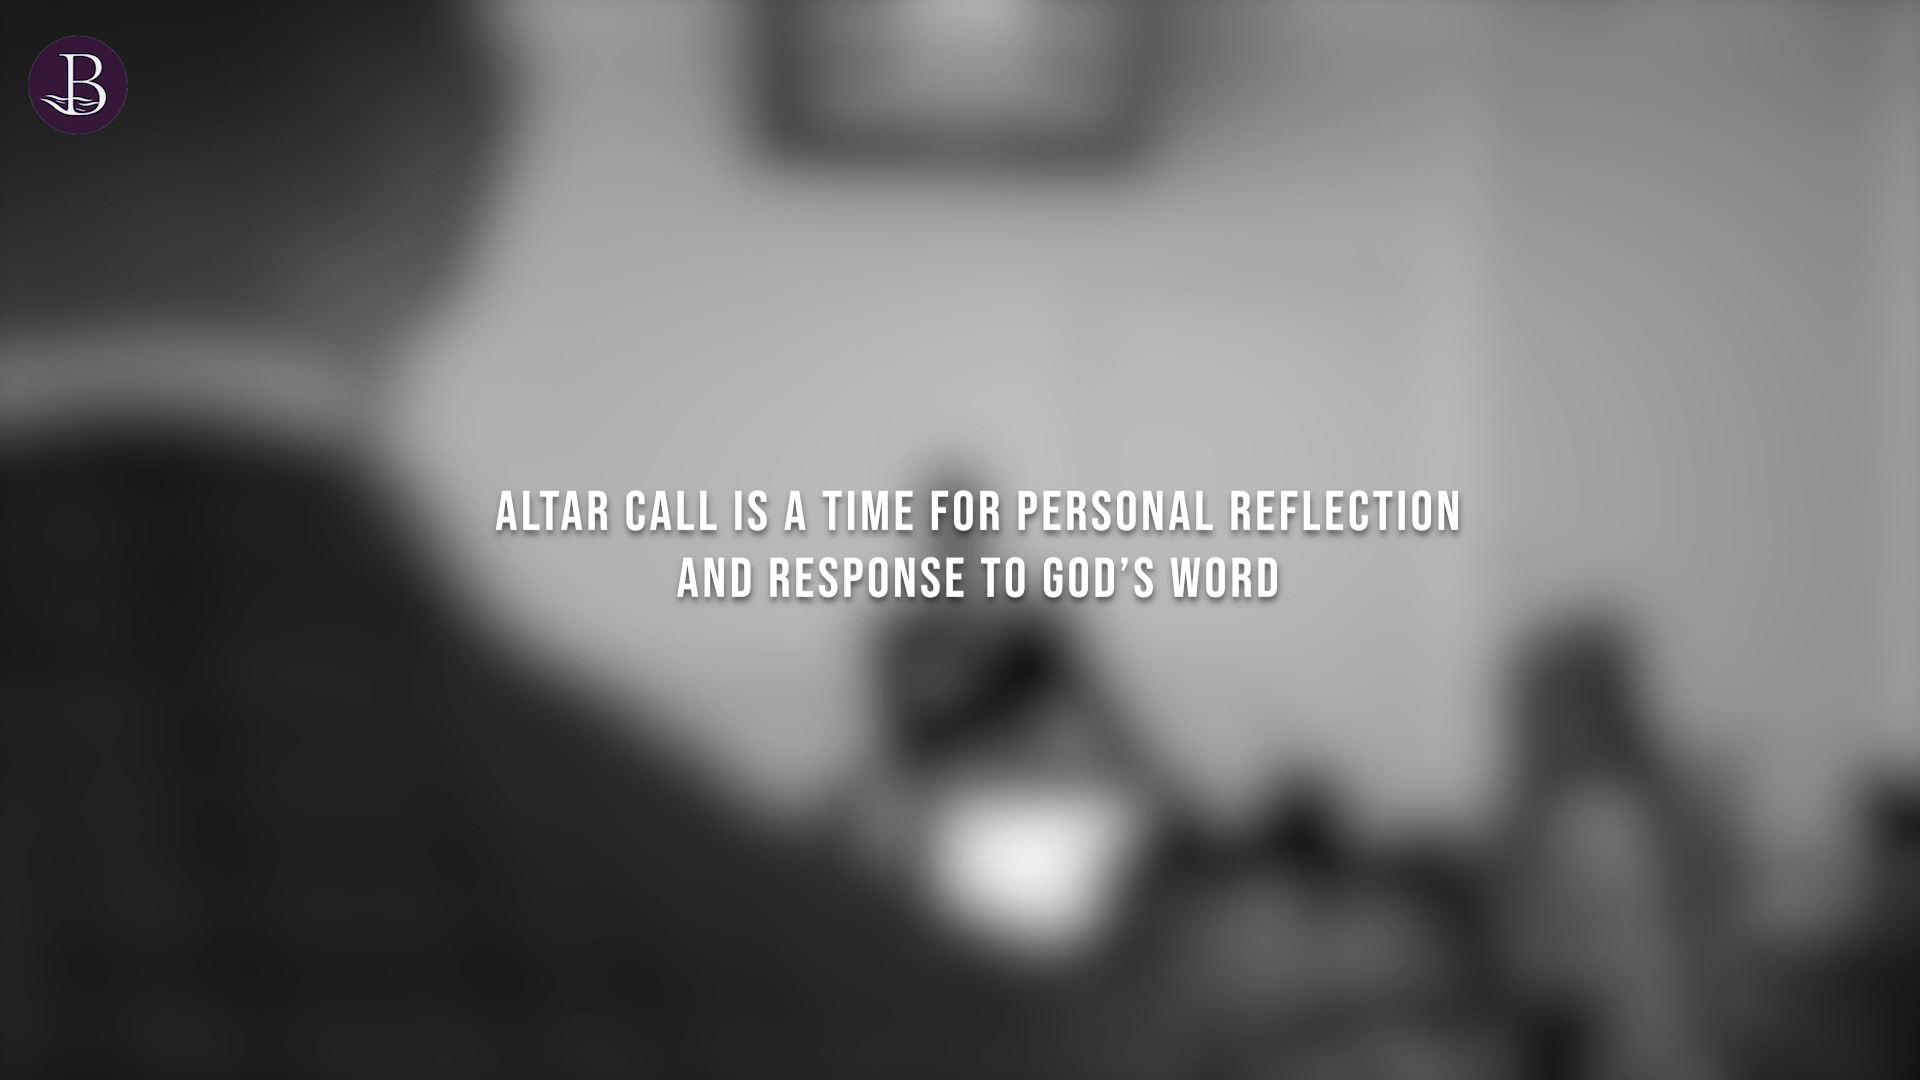 B
ALTAR CALL IS A TIME FOR PERSONAL REFLECTION
AND RESPONSE TO GOD’S WORD